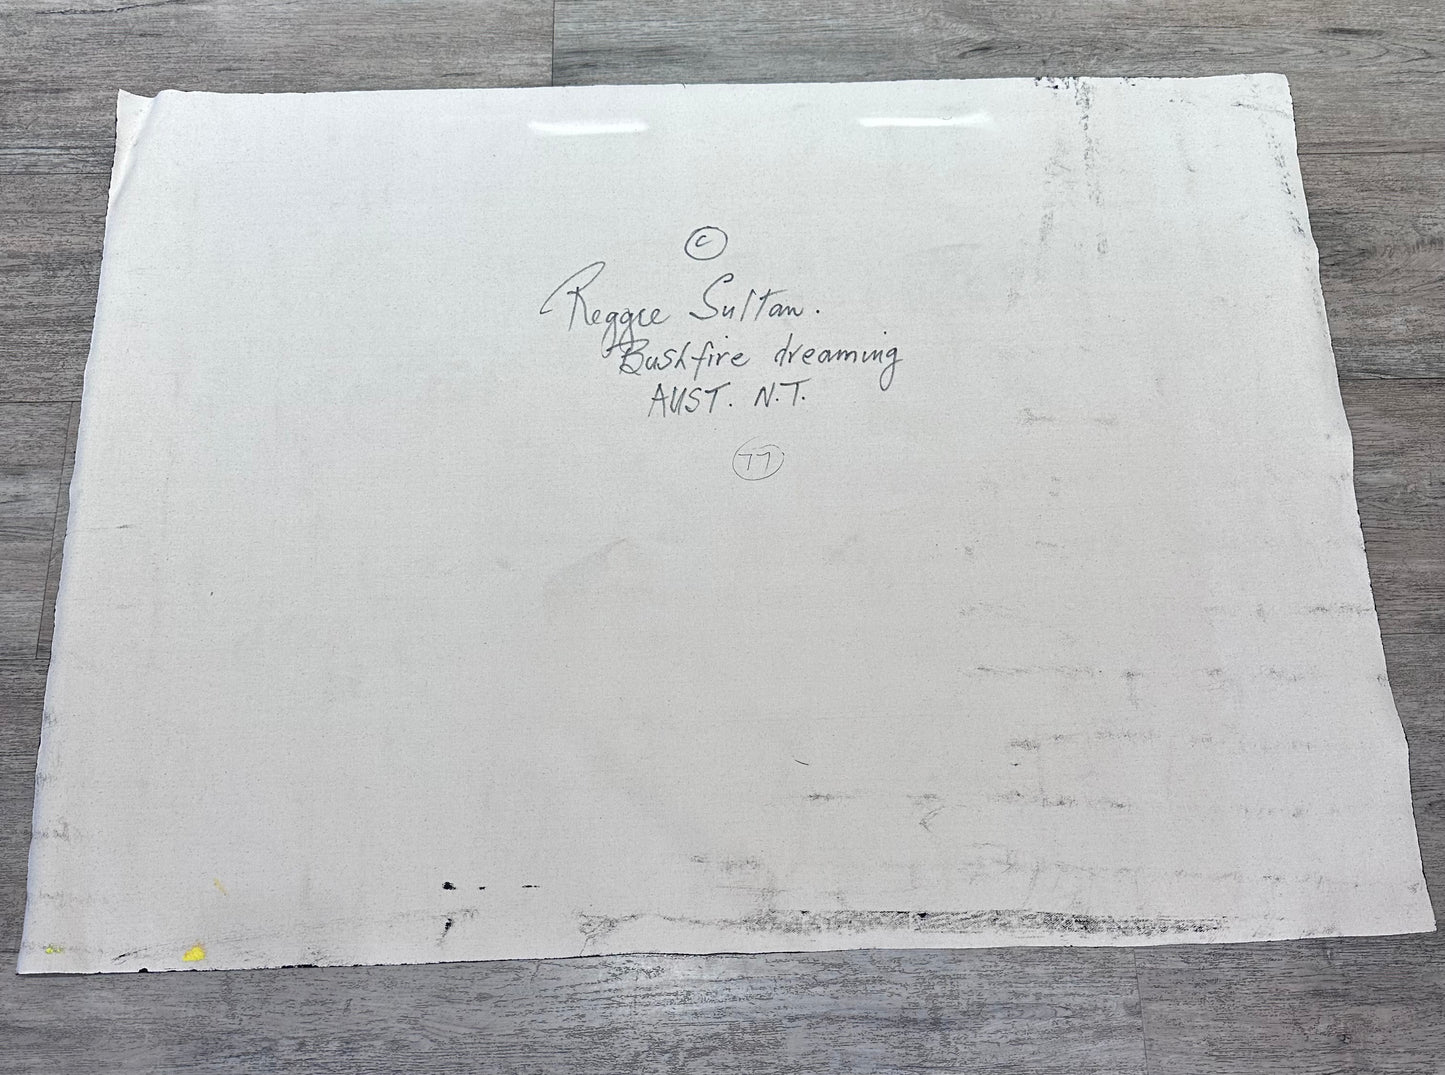 ©
Reggie Sultan.
Bushfire dreaming
AUST. N.T.
77